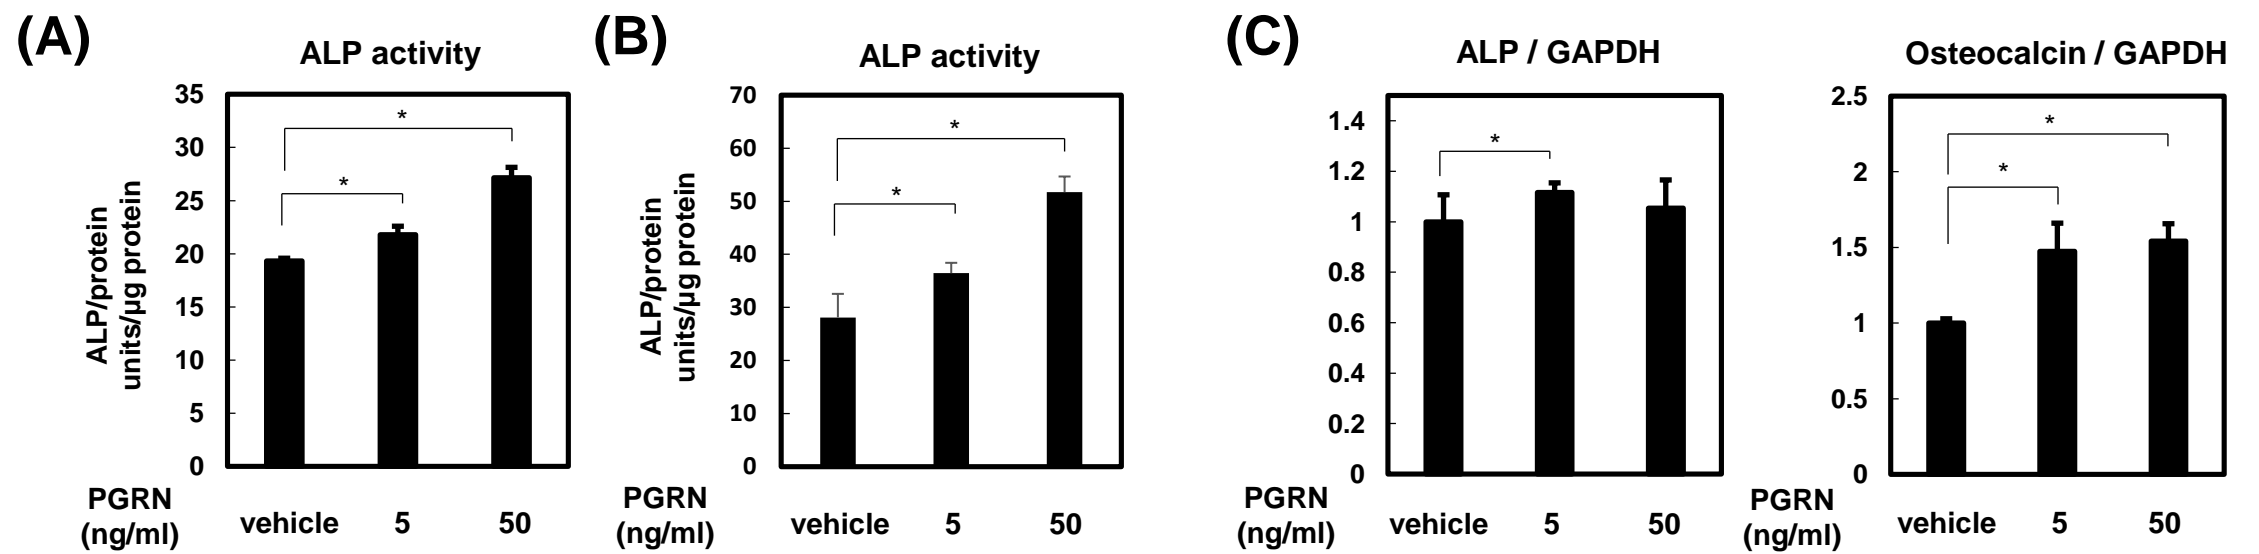 (A)
ALP activity
ALP/protein
units/µg protein
35
30
25
20
15
10
5
0
*
*
PGRN
(ng/ml)
vehicle 5 50
(B)
ALP activity
ALP/protein
units/µg protein
70
60
50
40
30
20
10
0
*
*
PGRN
(ng/ml)
vehicle 5 50
(C)
ALP / GAPDH
1.4
1.2
1
0.8
0.6
0.4
0.2
0
*
PGRN
(ng/ml)
vehicle 5 50
Osteocalcin / GAPDH
2.5
2
1.5
1
0.5
0
*
*
PGRN
(ng/ml)
vehicle 5 50